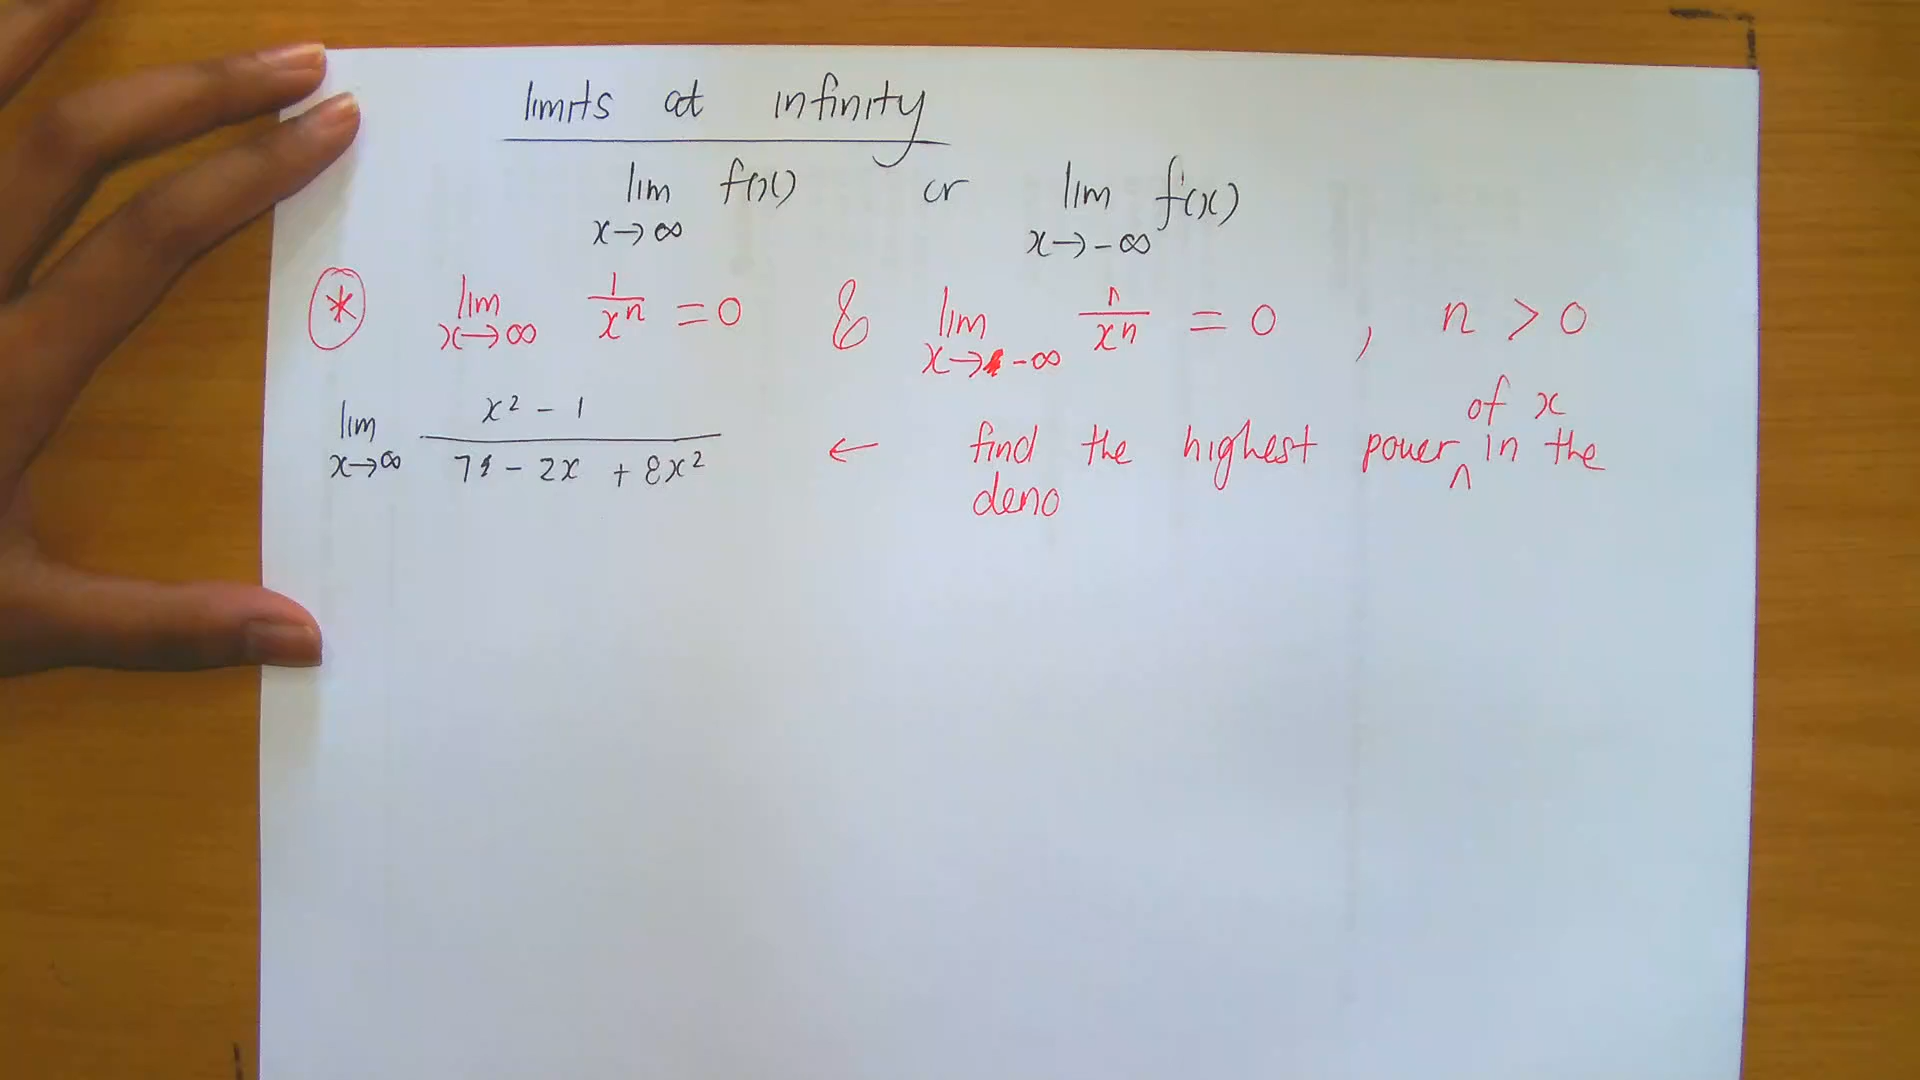 limits at infinity
lim f(x) or lim f(x)
x→∞ x→-∞
* lim 1/xⁿ = 0 & lim 1/xⁿ = 0 , n > 0
x→∞ x→-∞
lim x² - 1 / 7 - 2x + 8x² ← find the highest power of x in the
x→∞
deno